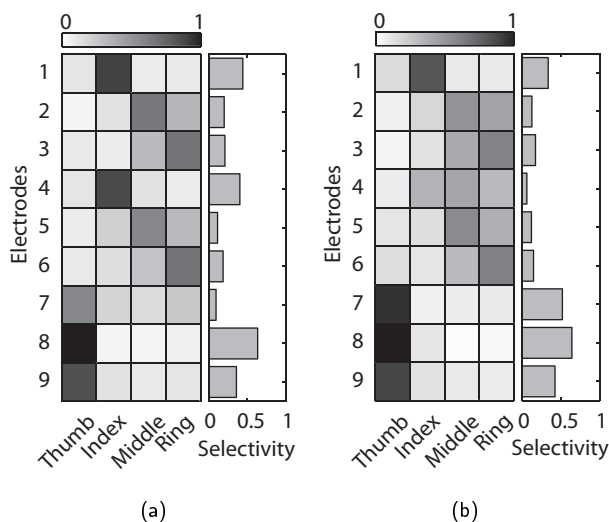 0 1
0 1
1
2
3
4
5
6
7
8
9
Electrodes
Thumb
Index
Middle
Ring
0 0.5 1
Selectivity
1
2
3
4
5
6
7
8
9
Electrodes
Thumb
Index
Middle
Ring
0 0.5 1
Selectivity
(a)
(b)